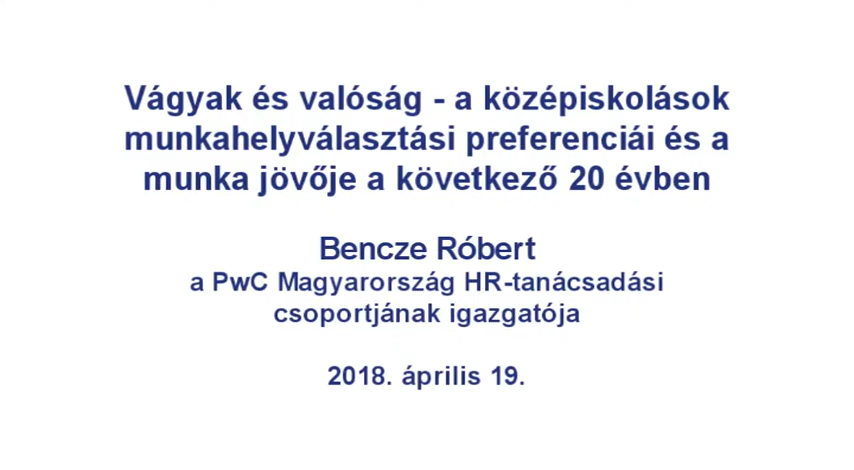 Vágyak és valóság - a középiskolások
munkahelyválasztási preferenciái és a
munka jövője a következő 20 évben
Bencze Róbert
a PwC Magyarország HR-tanácsadási
csoportjának igazgatója
2018. április 19.